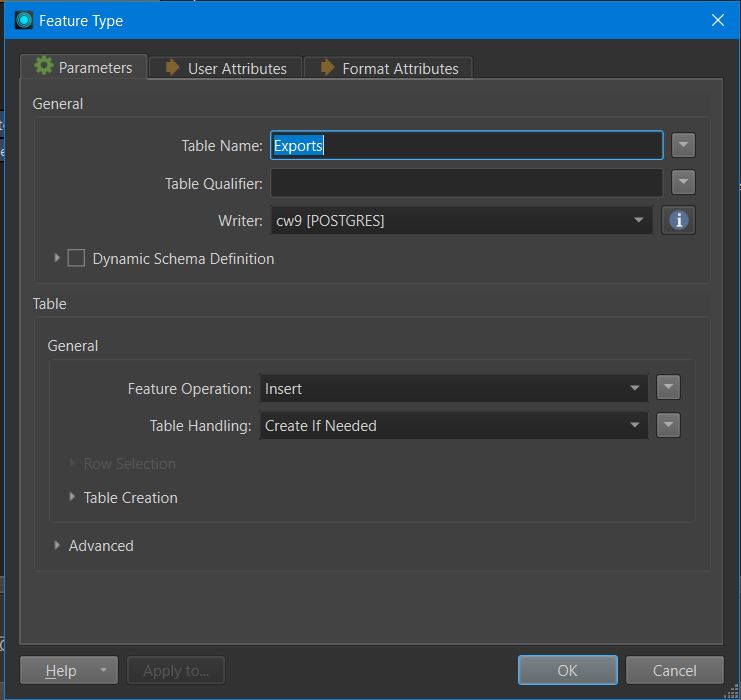 Feature Type
Parameters
User Attributes
Format Attributes
General
Table Name: Exports
Table Qualifier:
Writer: cw9 [POSTGRES]
Dynamic Schema Definition
Table
General
Feature Operation: Insert
Table Handling: Create If Needed
Row Selection
Table Creation
Advanced
Help
Apply to...
OK
Cancel